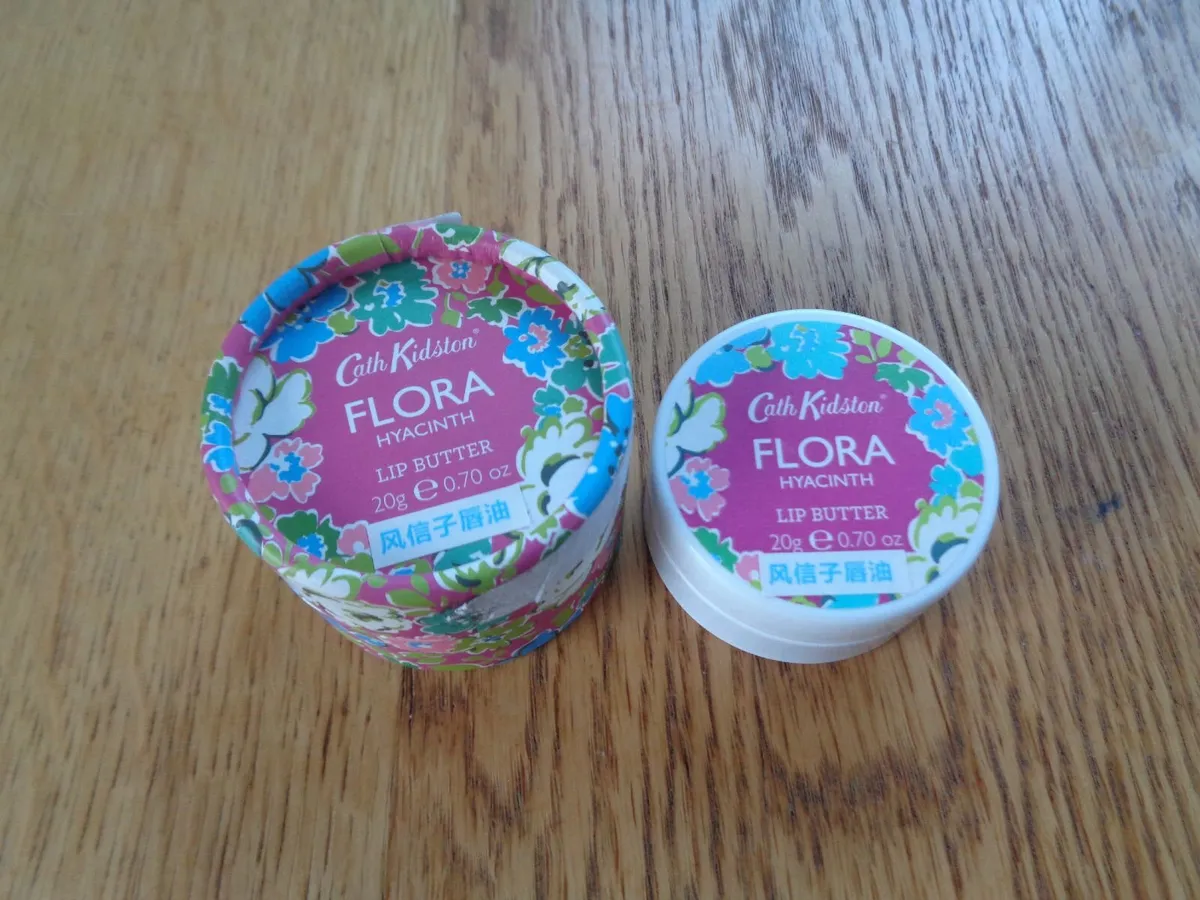 Cath Kidston®
FLORA
HYACINTH
LIP BUTTER
20g ℮ 0.70 oz
风信子唇油
Cath Kidston®
FLORA
HYACINTH
LIP BUTTER
20g ℮ 0.70 oz
风信子唇油